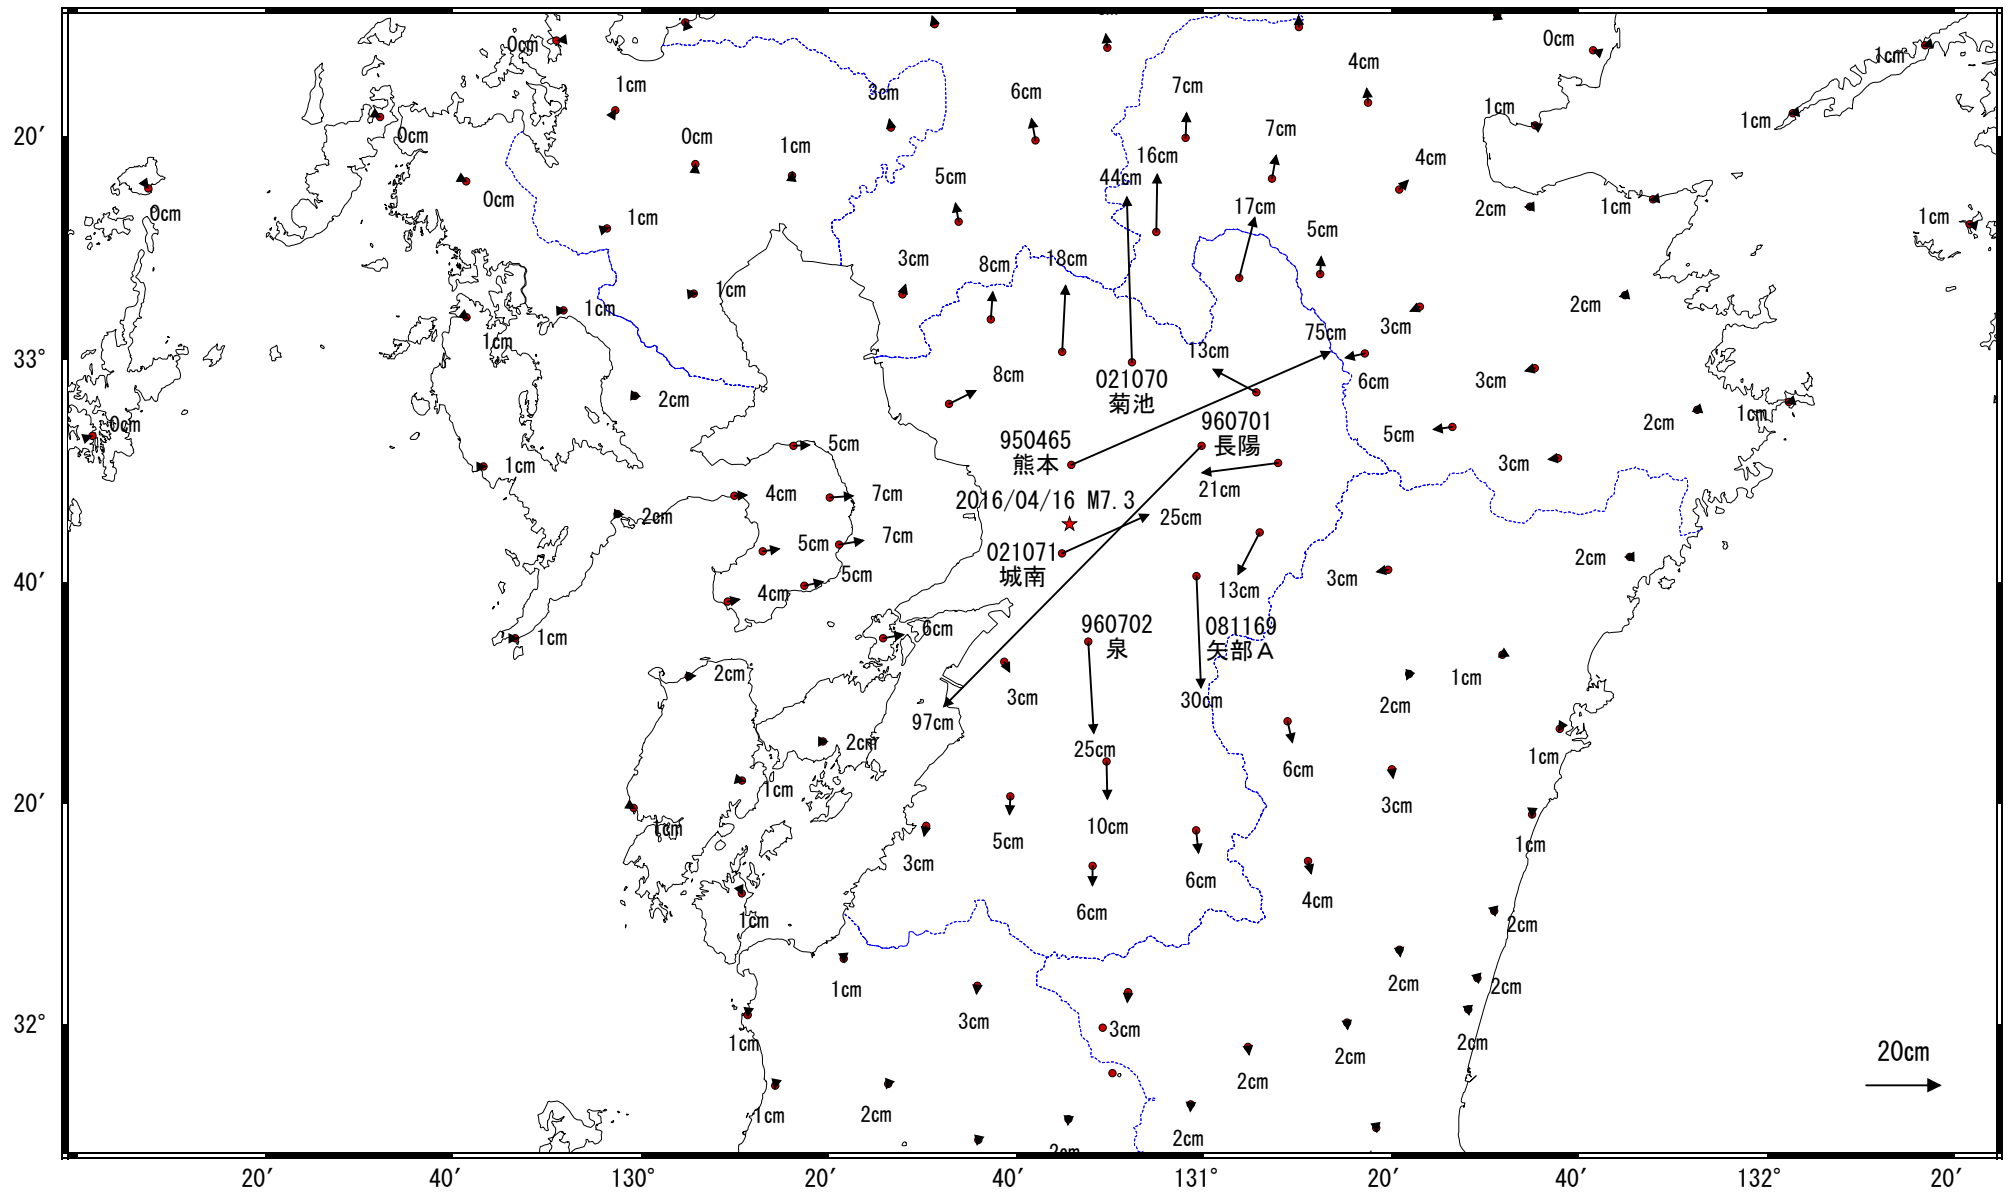 0cm
1cm
3cm
6cm
7cm
4cm
0cm
1cm
20′
0cm
0cm
1cm
16cm
7cm
1cm
1cm
5cm
44cm
4cm
0cm
0cm
1cm
17cm
2cm
1cm
1cm
3cm
8cm
18cm
5cm
1cm
1cm
2cm
1cm
75cm
3cm
33°
13cm
8cm
021070
菊池
6cm
3cm
2cm
0cm
5cm
950465
熊本
960701
長陽
5cm
2cm
1cm
1cm
4cm
7cm
21cm
3cm
2016/04/16 M7.3
2cm
5cm
7cm
25cm
021071
城南
40′
4cm
5cm
13cm
3cm
2cm
1cm
6cm
960702
泉
081169
矢部A
2cm
3cm
30cm
2cm
1cm
97cm
2cm
25cm
6cm
1cm
1cm
20′
1cm
5cm
10cm
3cm
3cm
6cm
1cm
1cm
6cm
4cm
2cm
1cm
2cm
2cm
32°
3cm
3cm
1cm
2cm
2cm
2cm
20cm
1cm
2cm
2cm
2cm
20′
40′
130°
20′
40′
131°
20′
40′
132°
20′